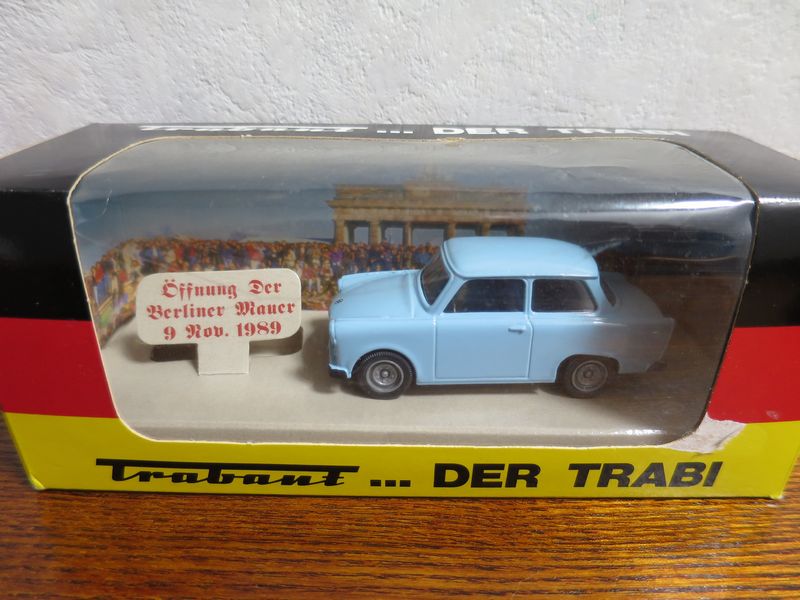 Trabant ... DER TRABI
Öffnung Der
Berliner Mauer
9 Nov. 1989
Trabant ... DER TRABI